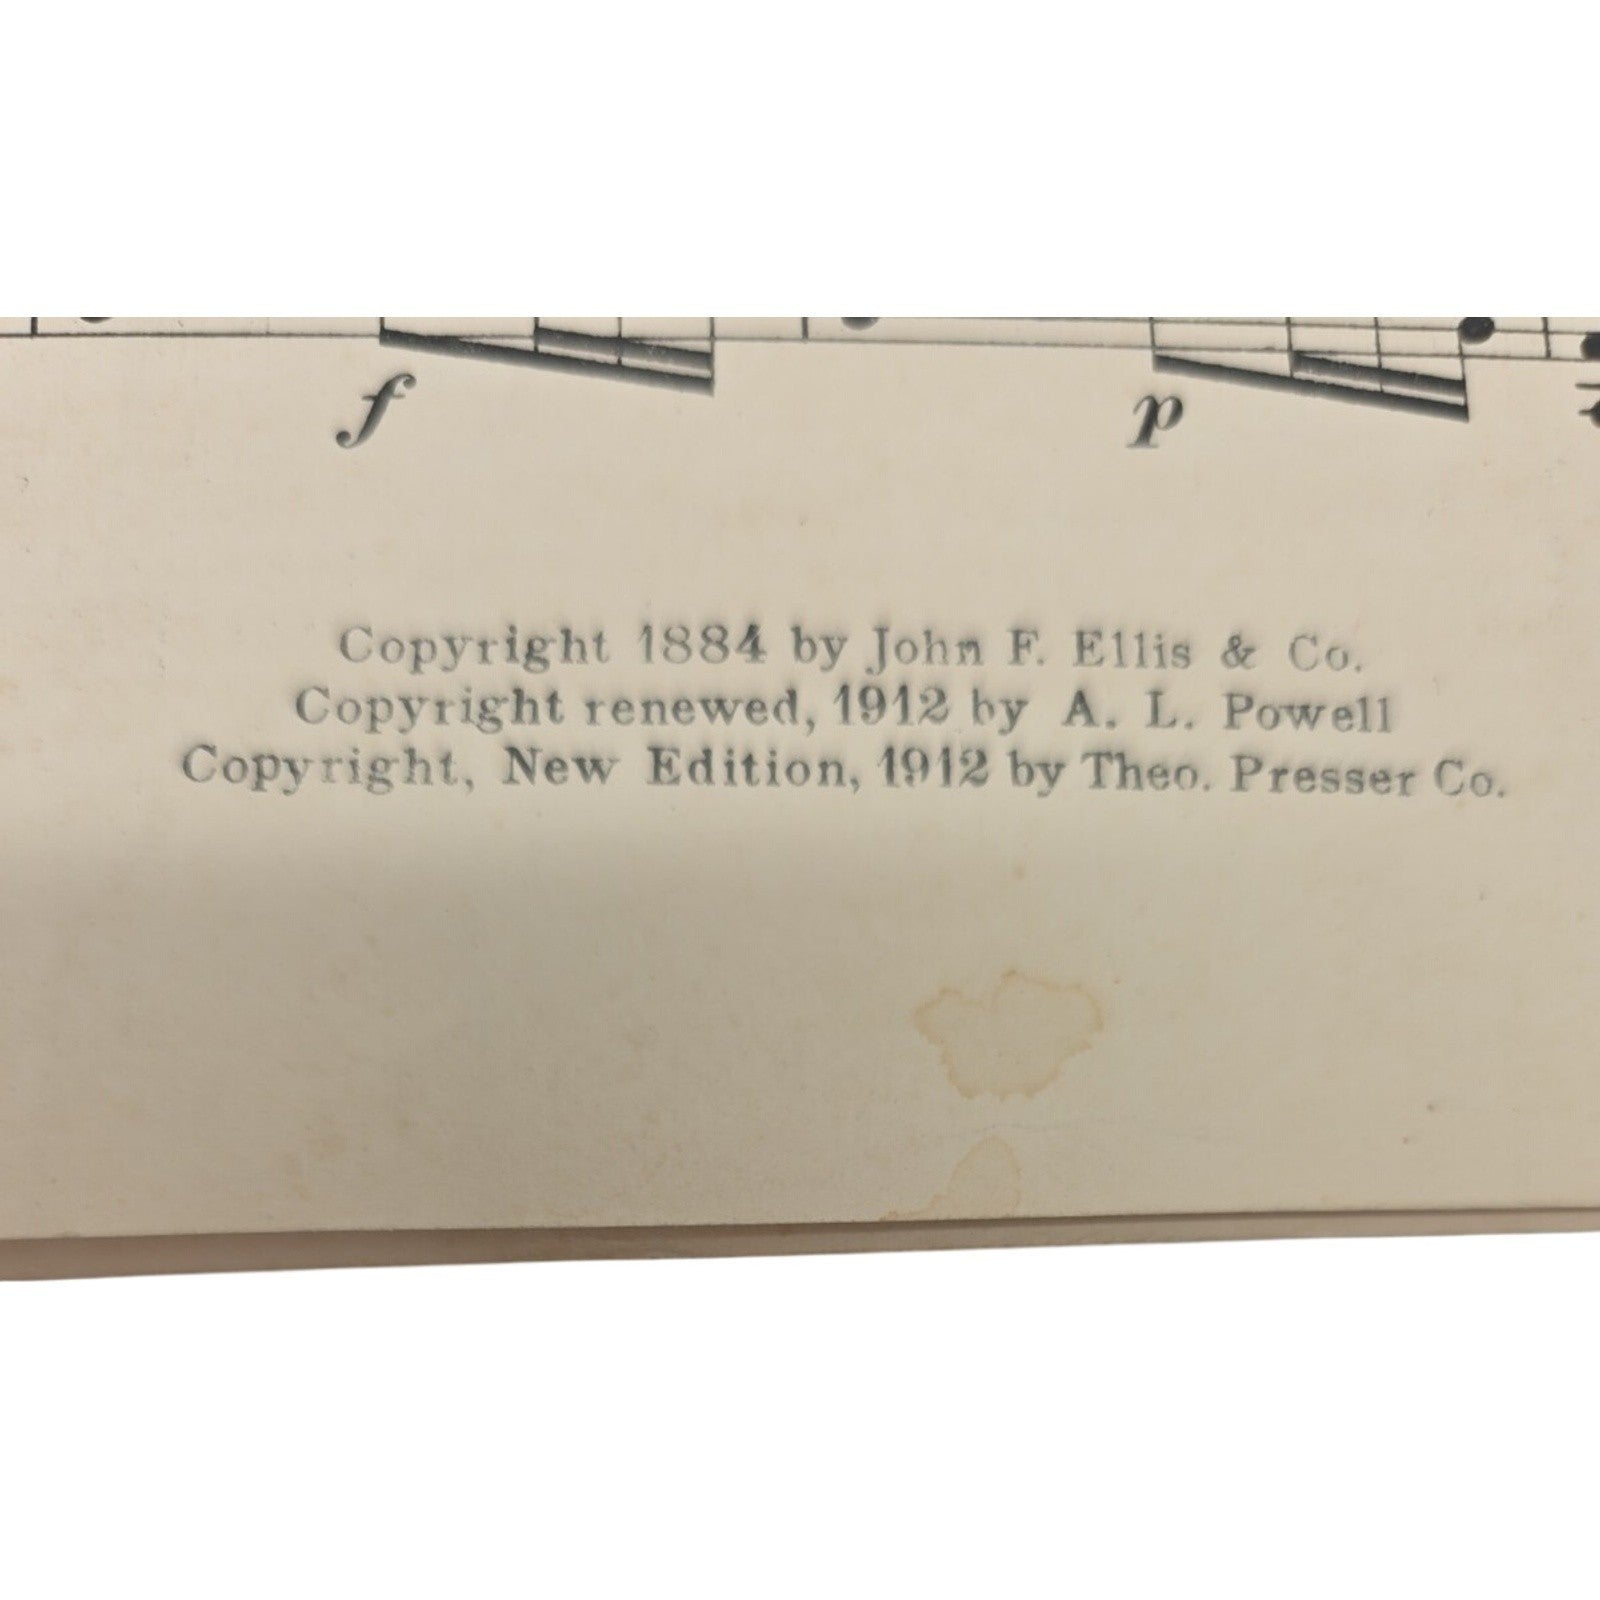 f p
Copyright 1884 by John F. Ellis & Co.
Copyright renewed, 1912 by A. L. Powell
Copyright, New Edition, 1912 by Theo. Presser Co.